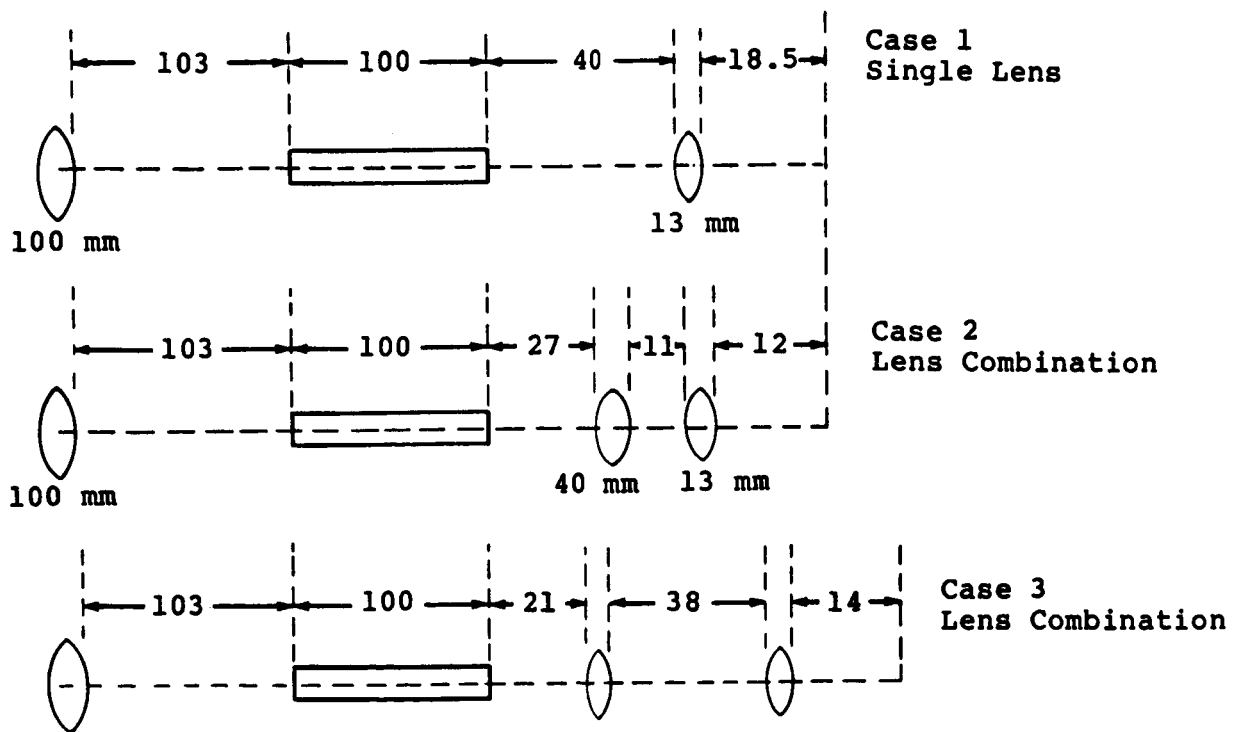 103
100
40
18.5
Case 1
Single Lens
100 mm
13 mm
103
100
27
11
12
Case 2
Lens Combination
100 mm
40 mm
13 mm
103
100
21
38
14
Case 3
Lens Combination